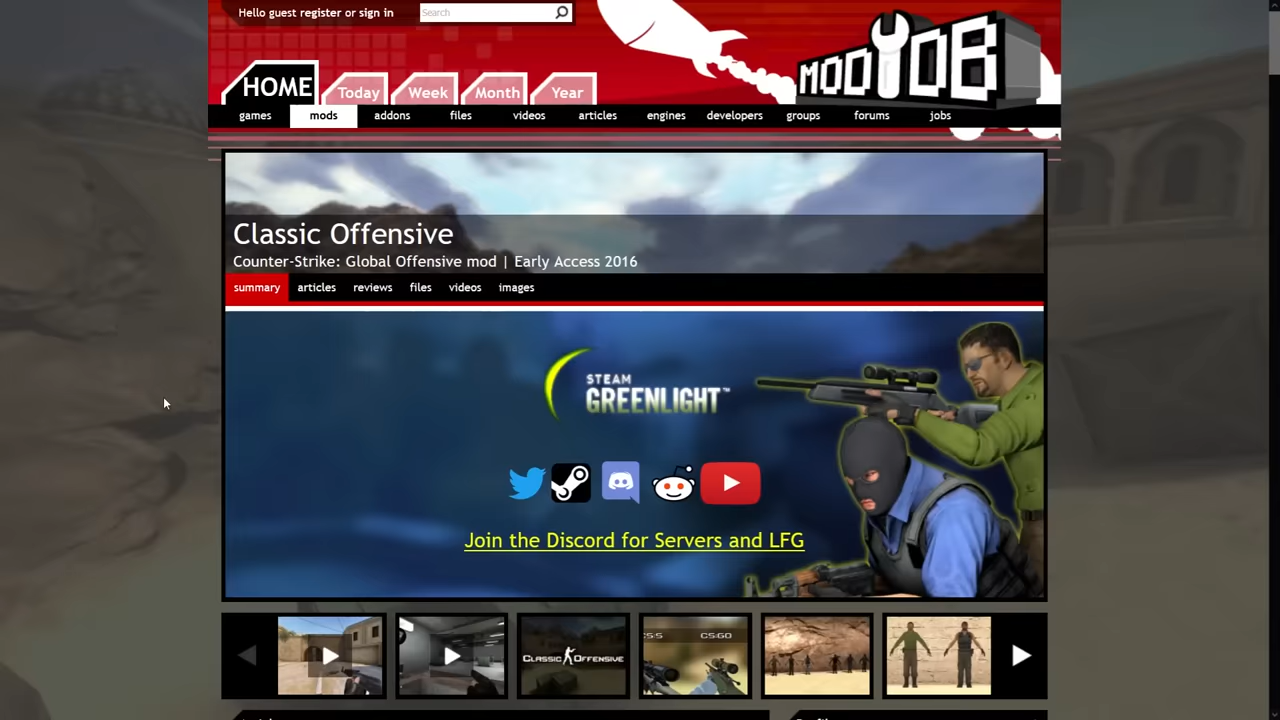 Hello guest register or sign in
Search
MOD DB
HOME
Today
Week
Month
Year
games
mods
addons
files
videos
articles
engines
developers
groups
forums
jobs
Classic Offensive
Counter-Strike: Global Offensive mod | Early Access 2016
summary
articles
reviews
files
videos
images
STEAM
GREENLIGHT™
Join the Discord for Servers and LFG
CLASSIC OFFENSIVE
CS:GO